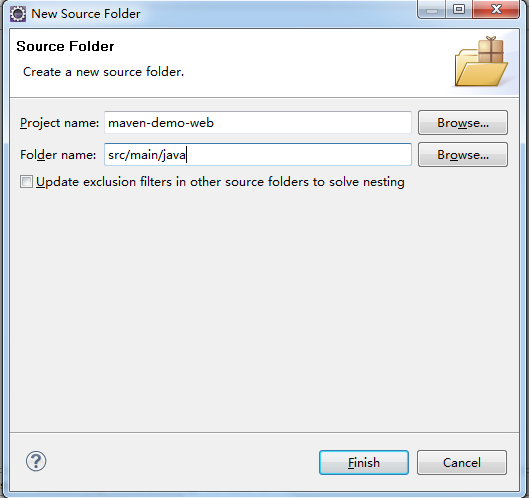 New Source Folder
Source Folder
Create a new source folder.
Project name: maven-demo-web Browse...
Folder name: src/main/java Browse...
Update exclusion filters in other source folders to solve nesting
? Finish Cancel